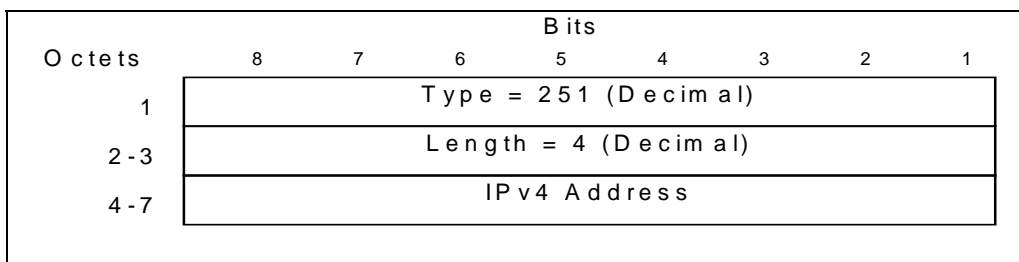 Bits
Octets 8 7 6 5 4 3 2 1
1 Type = 251 (Decimal)
2-3 Length = 4 (Decimal)
4-7 IPv4 Address